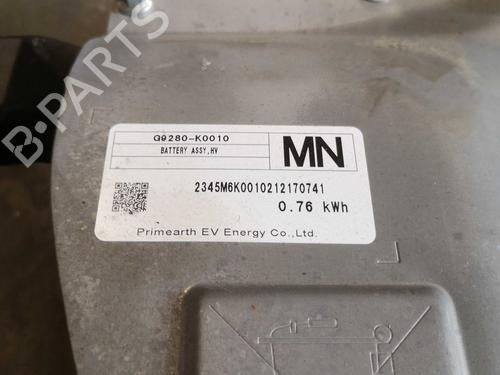 B-PARTS
G9280-K0010
BATTERY ASSY,HV
MN
2345M6K0010212170741
0.76 kWh
Primearth EV Energy Co.,Ltd.